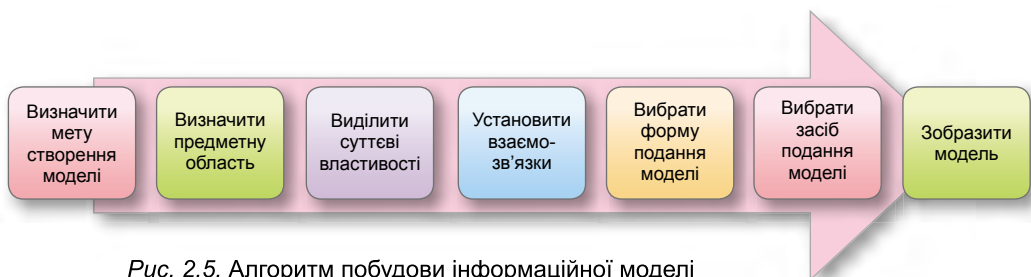 Визначити
мету
створення
моделі
Визначити
предметну
область
Виділити
суттєві
властивості
Установити
взаємо-
зв’язки
Вибрати
форму
подання
моделі
Вибрати
засіб
подання
моделі
Зобразити
модель
Рис. 2.5. Алгоритм побудови інформаційної моделі